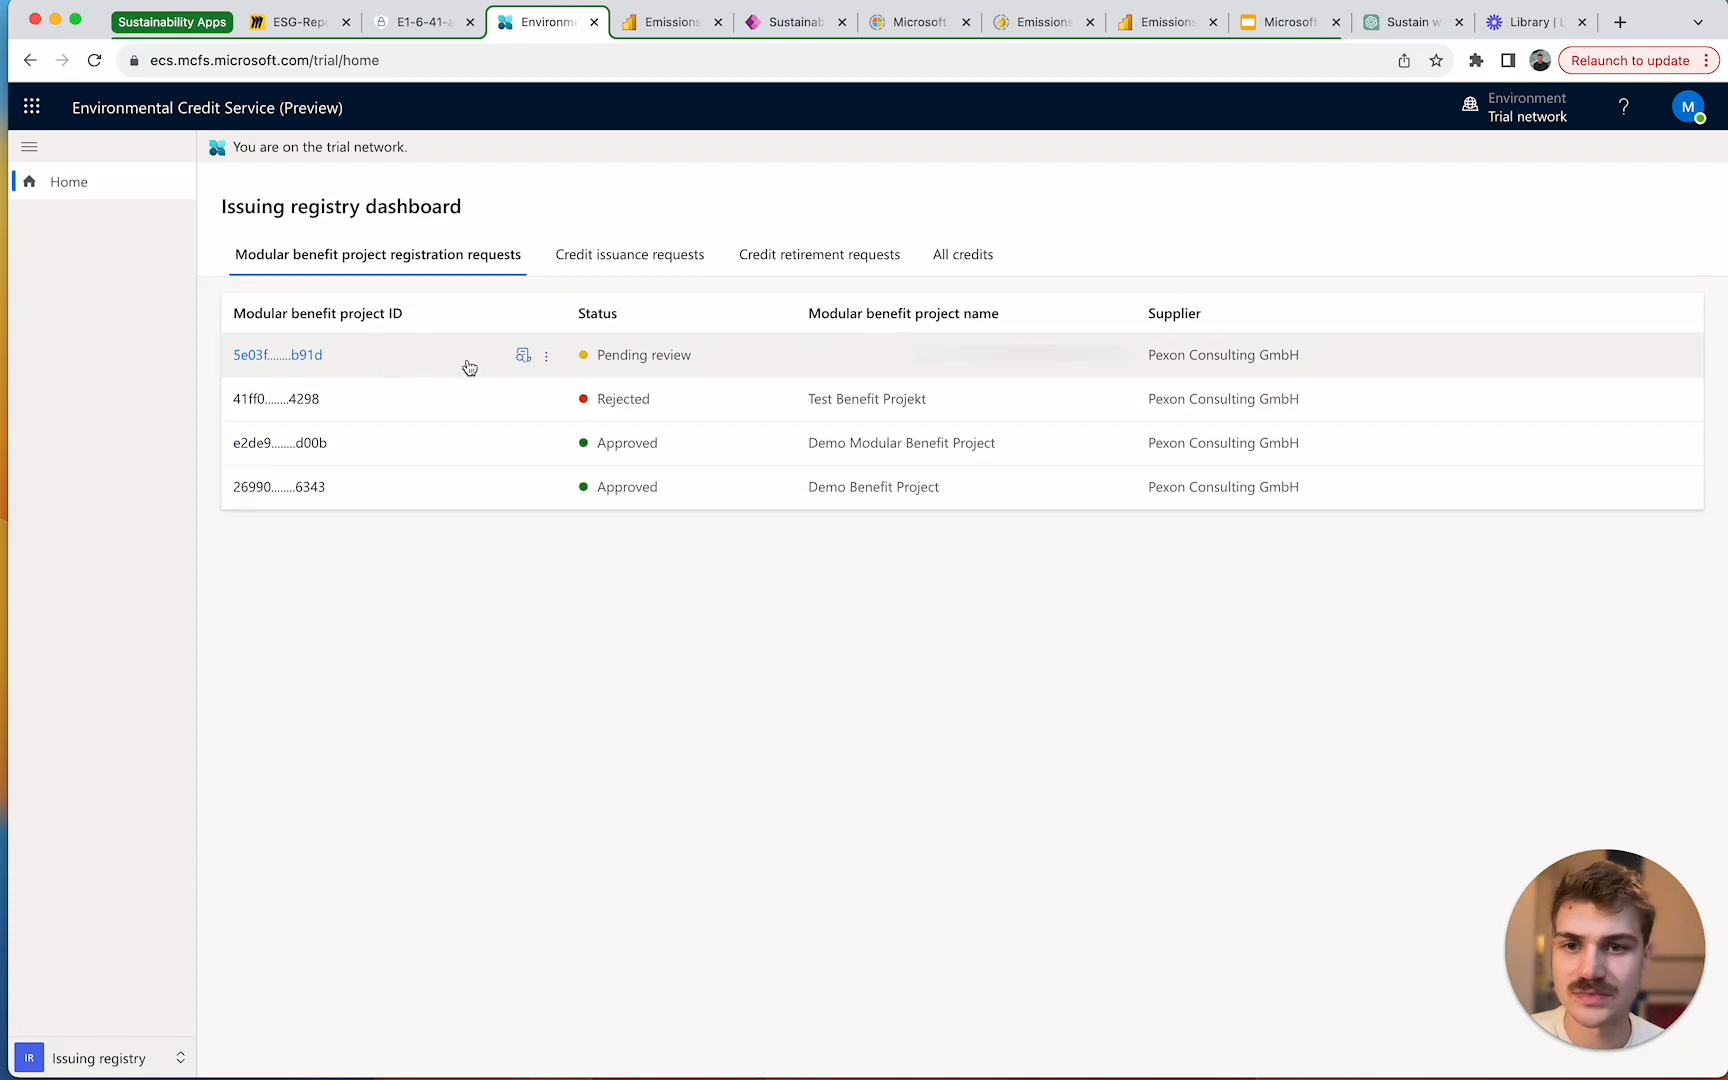 Sustainability Apps
ESG-Repo
E1-6-41-a
Environme
Emissions
Sustainab
Microsoft
Emissions
Emissions
Microsoft
Sustain w
Library | L
ecs.mcfs.microsoft.com/trial/home
Relaunch to update
Environmental Credit Service (Preview)
Environment
Trial network
?
M
You are on the trial network.
Home
Issuing registry dashboard
Modular benefit project registration requests
Credit issuance requests
Credit retirement requests
All credits
Modular benefit project ID Status Modular benefit project name Supplier
5e03f........b91d Pending review Pexon Consulting GmbH
41ff0........4298 Rejected Test Benefit Projekt Pexon Consulting GmbH
e2de9........d00b Approved Demo Modular Benefit Project Pexon Consulting GmbH
26990........6343 Approved Demo Benefit Project Pexon Consulting GmbH
IR Issuing registry